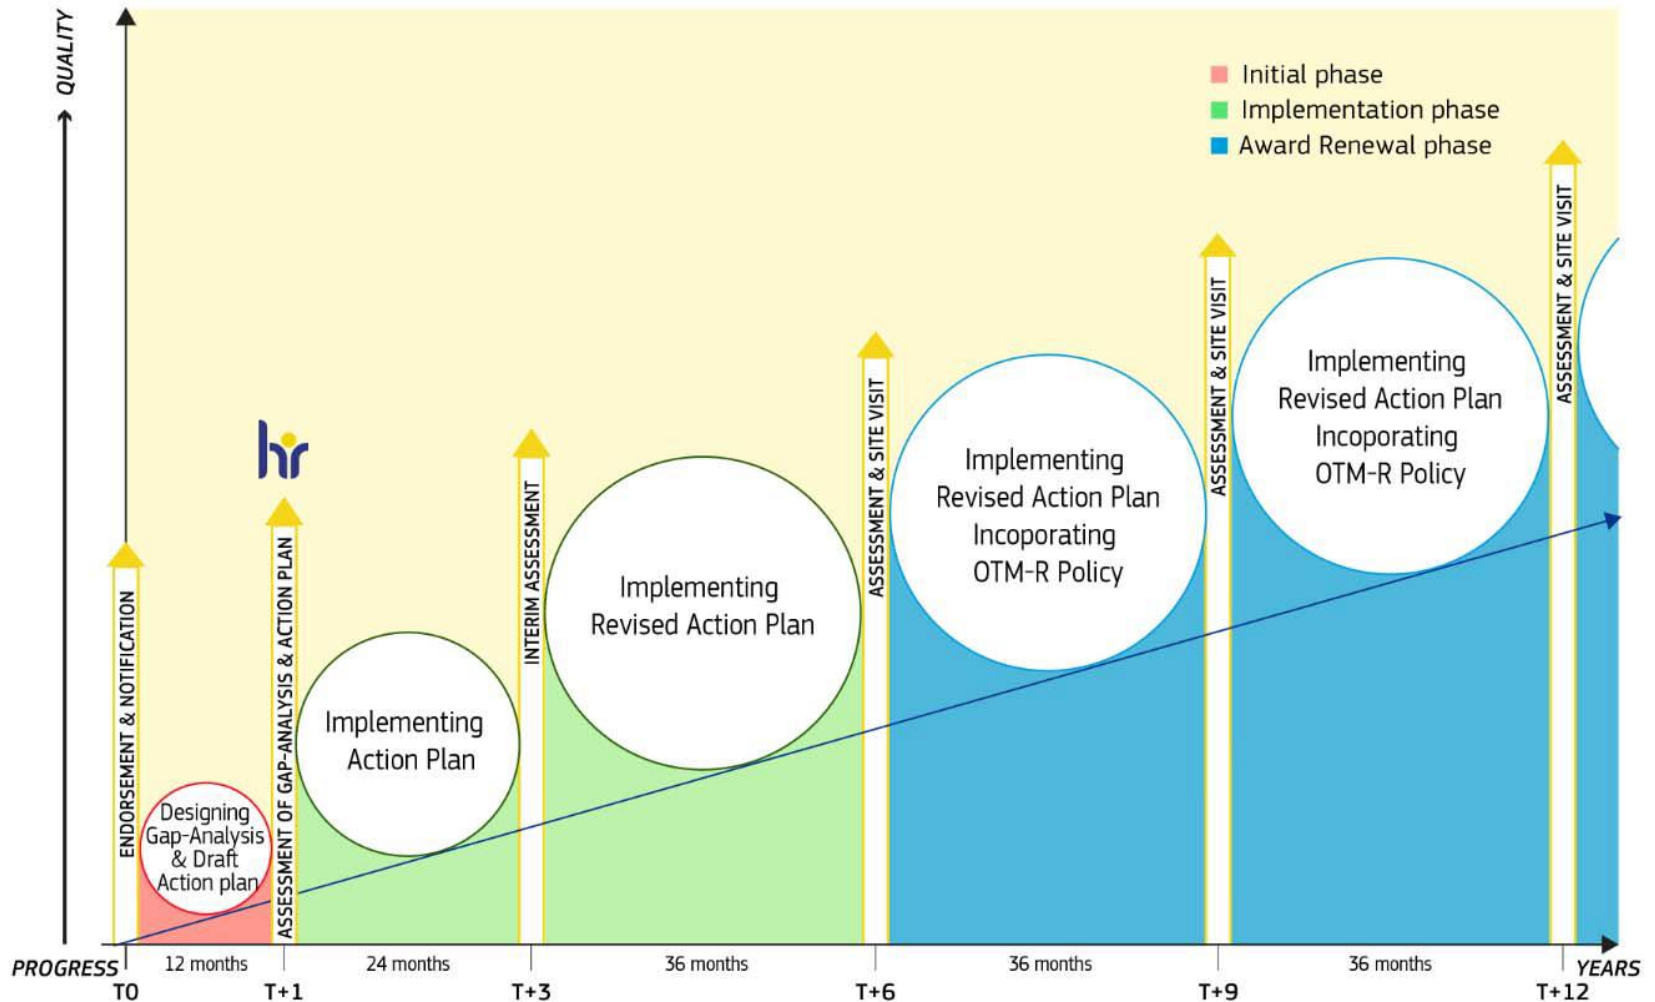 QUALITY
Initial phase
Implementation phase
Award Renewal phase
hr
ENDORSEMENT & NOTIFICATION
Designing
Gap-Analysis
& Draft
Action plan
ASSESSMENT OF GAP-ANALYSIS & ACTION PLAN
Implementing
Action Plan
INTERIM ASSESSMENT
Implementing
Revised Action Plan
ASSESSMENT & SITE VISIT
Implementing
Revised Action Plan
Incoporating
OTM-R Policy
ASSESSMENT & SITE VISIT
Implementing
Revised Action Plan
Incoporating
OTM-R Policy
ASSESSMENT & SITE VISIT
PROGRESS
12 months
24 months
36 months
36 months
36 months
YEARS
T0
T+1
T+3
T+6
T+9
T+12